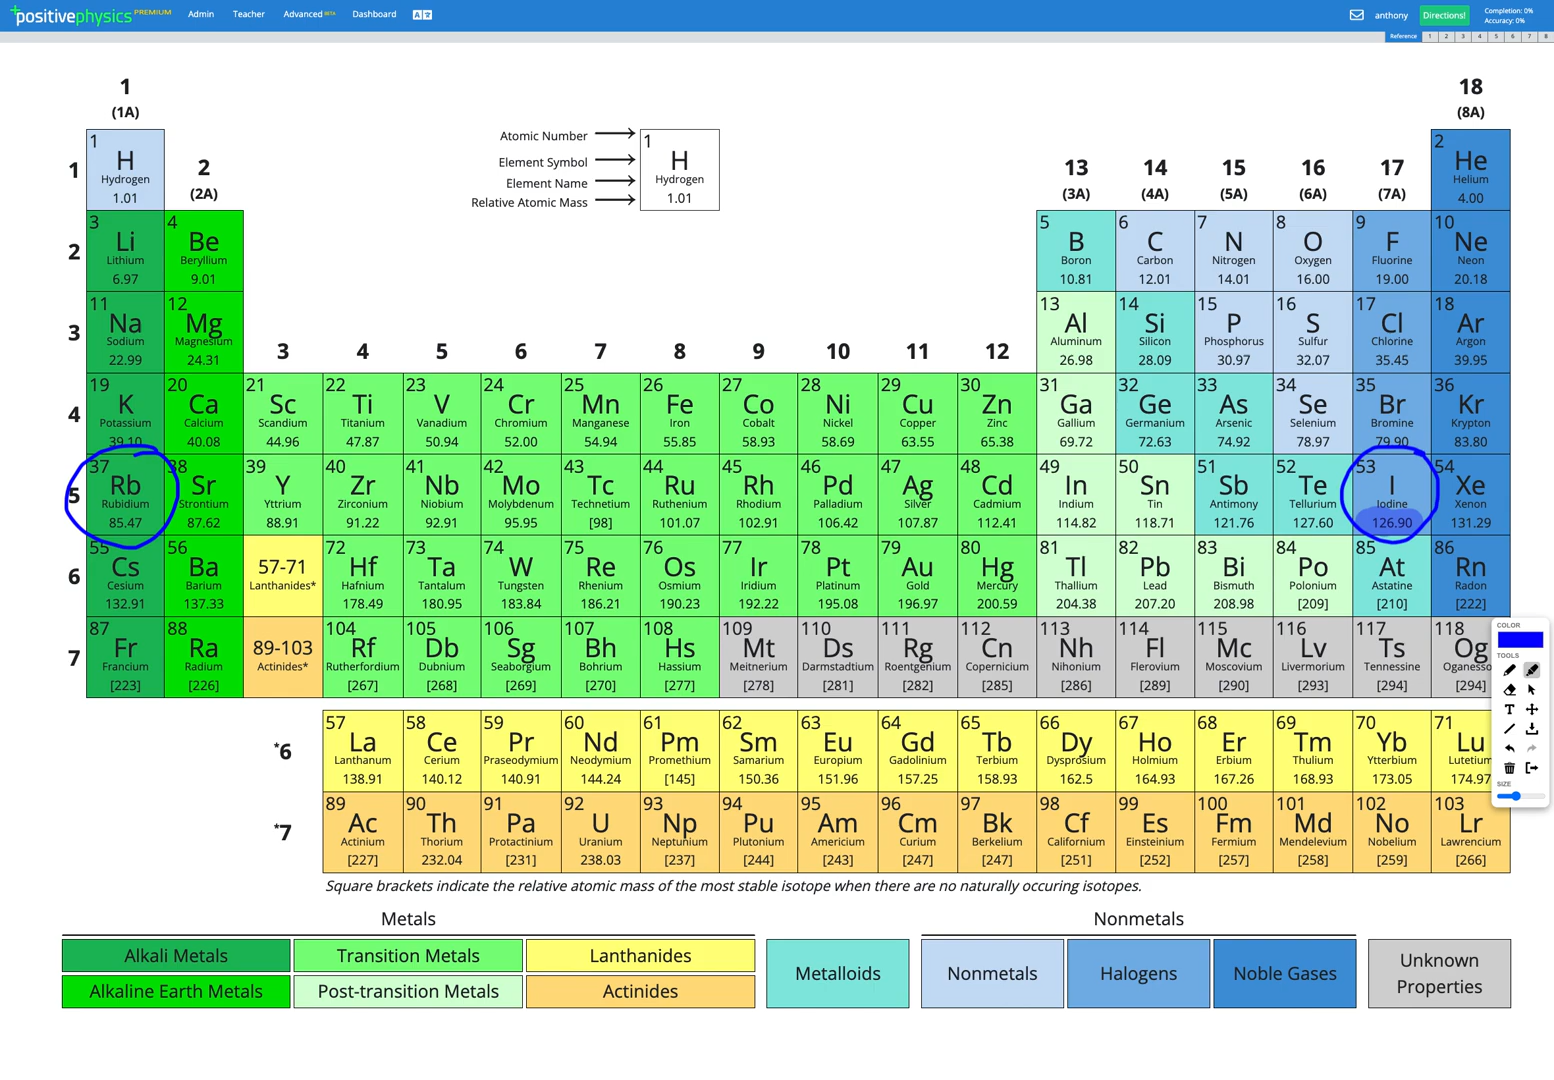 +positivephysics PREMIUM Admin Teacher Advanced BETA Dashboard anthony Directions! Completion: 0%
Accuracy: 0%
Reference 1 2 3 4 5 6 7 8
1 18
(1A) (8A)
1 Atomic Number 1 2
1 H 2 Element Symbol H 13 14 15 16 17 He
Hydrogen (2A) Element Name Hydrogen (3A) (4A) (5A) (6A) (7A) Helium
1.01 Relative Atomic Mass 1.01 4.00
3 4 5 6 7 8 9 10
2 Li Be B C N O F Ne
Lithium Beryllium Boron Carbon Nitrogen Oxygen Fluorine Neon
6.97 9.01 10.81 12.01 14.01 16.00 19.00 20.18
11 12 13 14 15 16 17 18
3 Na Mg Al Si P S Cl Ar
Sodium Magnesium Aluminum Silicon Phosphorus Sulfur Chlorine Argon
22.99 24.31 3 4 5 6 7 8 9 10 11 12 26.98 28.09 30.97 32.07 35.45 39.95
19 20 21 22 23 24 25 26 27 28 29 30 31 32 33 34 35 36
4 K Ca Sc Ti V Cr Mn Fe Co Ni Cu Zn Ga Ge As Se Br Kr
Potassium Calcium Scandium Titanium Vanadium Chromium Manganese Iron Cobalt Nickel Copper Zinc Gallium Germanium Arsenic Selenium Bromine Krypton
39.10 40.08 44.96 47.87 50.94 52.00 54.94 55.85 58.93 58.69 63.55 65.38 69.72 72.63 74.92 78.97 79.90 83.80
37 38 39 40 41 42 43 44 45 46 47 48 49 50 51 52 53 54
5 Rb Sr Y Zr Nb Mo Tc Ru Rh Pd Ag Cd In Sn Sb Te I Xe
Rubidium Strontium Yttrium Zirconium Niobium Molybdenum Technetium Ruthenium Rhodium Palladium Silver Cadmium Indium Tin Antimony Tellurium Iodine Xenon
85.47 87.62 88.91 91.22 92.91 95.95 [98] 101.07 102.91 106.42 107.87 112.41 114.82 118.71 121.76 127.60 126.90 131.29
55 56 72 73 74 75 76 77 78 79 80 81 82 83 84 85 86
6 Cs Ba 57-71 Hf Ta W Re Os Ir Pt Au Hg Tl Pb Bi Po At Rn
Cesium Barium Lanthanides* Hafnium Tantalum Tungsten Rhenium Osmium Iridium Platinum Gold Mercury Thallium Lead Bismuth Polonium Astatine Radon
132.91 137.33 178.49 180.95 183.84 186.21 190.23 192.22 195.08 196.97 200.59 204.38 207.20 208.98 [209] [210] [222]
87 88 104 105 106 107 108 109 110 111 112 113 114 115 116 117 118
7 Fr Ra 89-103 Rf Db Sg Bh Hs Mt Ds Rg Cn Nh Fl Mc Lv Ts Og
Francium Radium Actinides* Rutherfordium Dubnium Seaborgium Bohrium Hassium Meitnerium Darmstadtium Roentgenium Copernicium Nihonium Flerovium Moscovium Livermorium Tennessine Oganesso
[223] [226] [267] [268] [269] [270] [277] [278] [281] [282] [285] [286] [289] [290] [293] [294] [294]
57 58 59 60 61 62 63 64 65 66 67 68 69 70 71
*6 La Ce Pr Nd Pm Sm Eu Gd Tb Dy Ho Er Tm Yb Lu
Lanthanum Cerium Praseodymium Neodymium Promethium Samarium Europium Gadolinium Terbium Dysprosium Holmium Erbium Thulium Ytterbium Lutetium
138.91 140.12 140.91 144.24 [145] 150.36 151.96 157.25 158.93 162.5 164.93 167.26 168.93 173.05 174.97
89 90 91 92 93 94 95 96 97 98 99 100 101 102 103
*7 Ac Th Pa U Np Pu Am Cm Bk Cf Es Fm Md No Lr
Actinium Thorium Protactinium Uranium Neptunium Plutonium Americium Curium Berkelium Californium Einsteinium Fermium Mendelevium Nobelium Lawrencium
[227] 232.04 [231] 238.03 [237] [244] [243] [247] [247] [251] [252] [257] [258] [259] [266]
Square brackets indicate the relative atomic mass of the most stable isotope when there are no naturally occuring isotopes.
Metals Nonmetals
Alkali Metals Transition Metals Lanthanides
Alkaline Earth Metals Post-transition Metals Actinides
Metalloids Nonmetals Halogens Noble Gases
Unknown
Properties
COLOR
TOOLS
T
SIZE